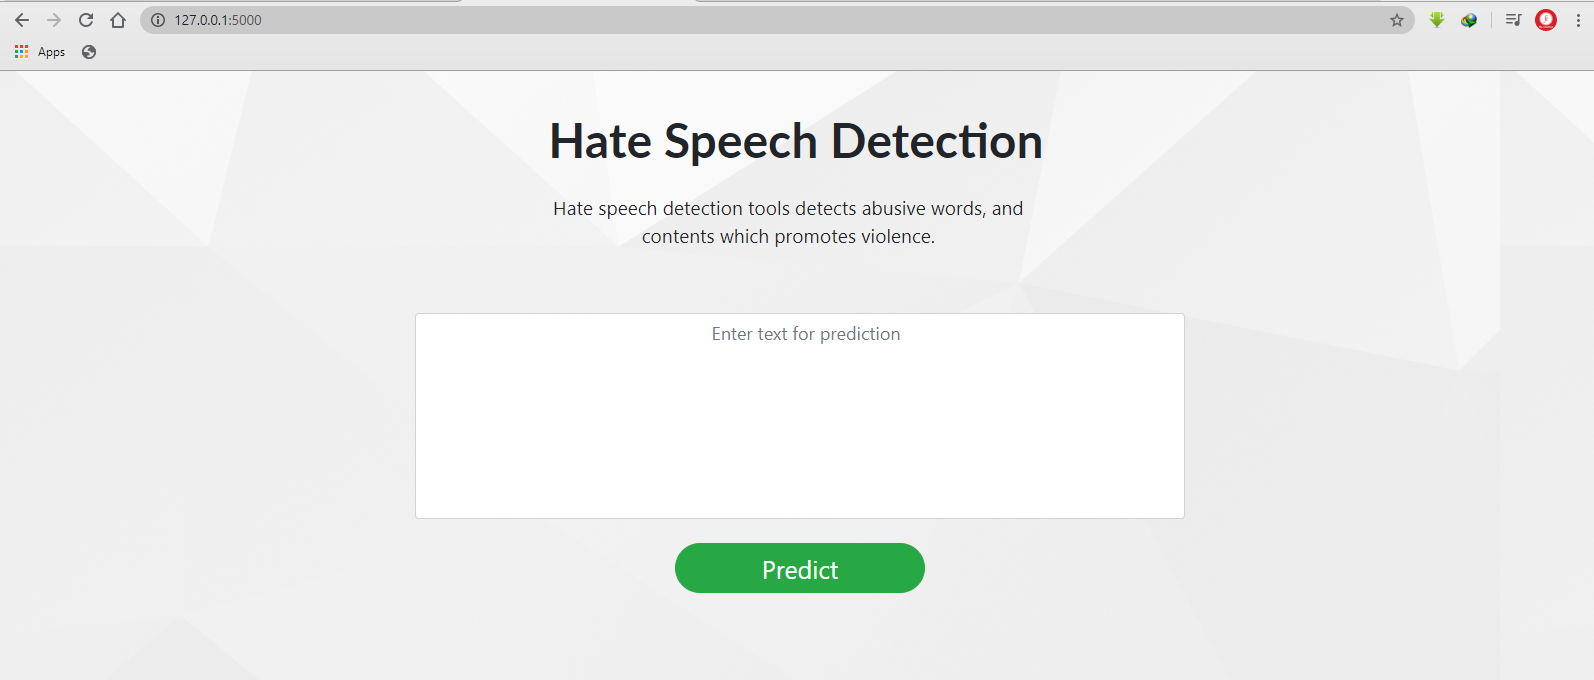 127.0.0.1:5000
Apps
Hate Speech Detection
Hate speech detection tools detects abusive words, and
contents which promotes violence.
Enter text for prediction
Predict